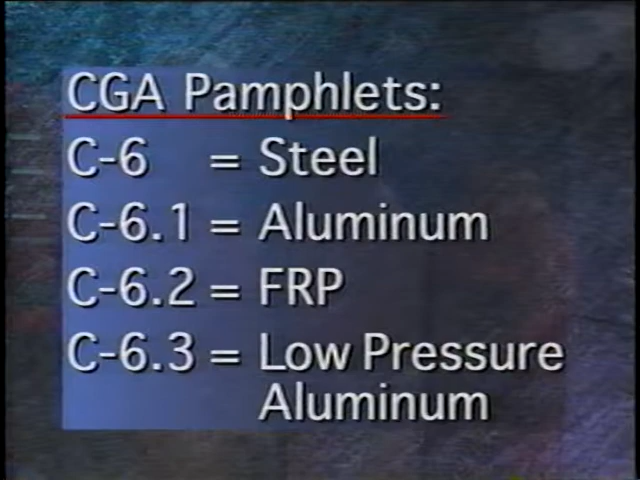 CGA Pamphlets:
C-6 = Steel
C-6.1 = Aluminum
C-6.2 = FRP
C-6.3 = Low Pressure
Aluminum